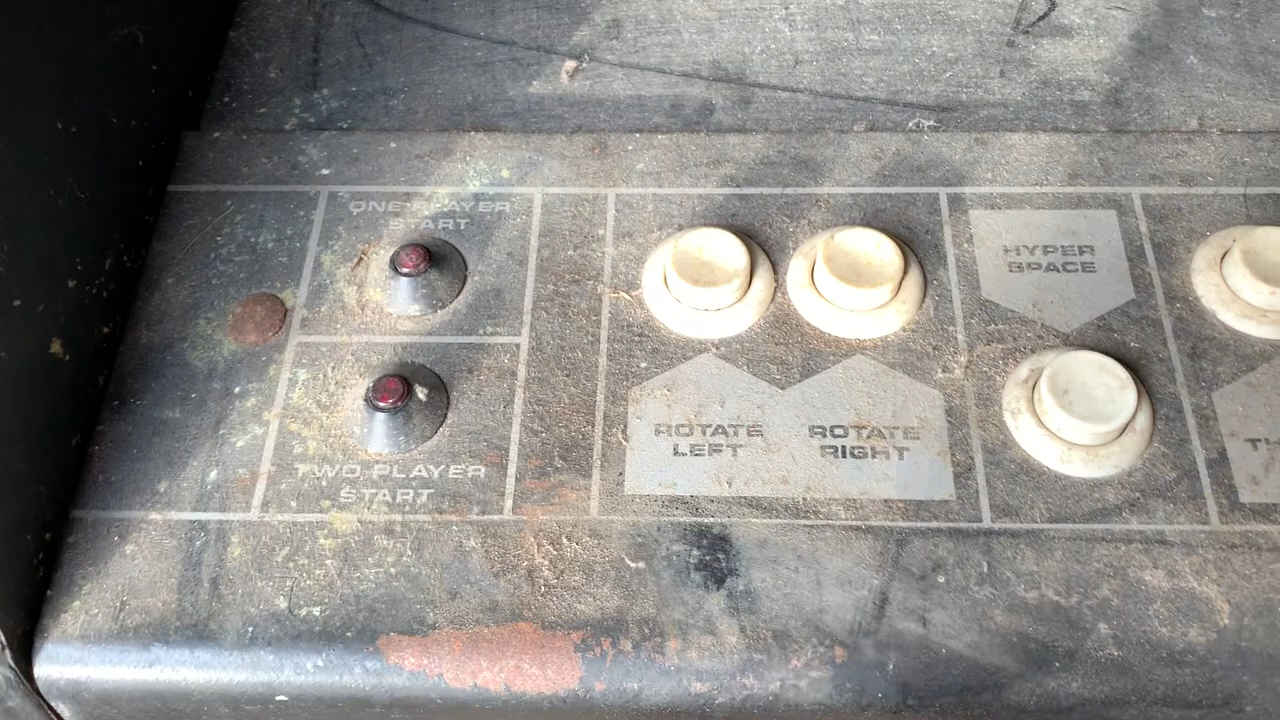 ONE PLAYER
START
TWO PLAYER
START
ROTATE
LEFT
ROTATE
RIGHT
HYPER
SPACE